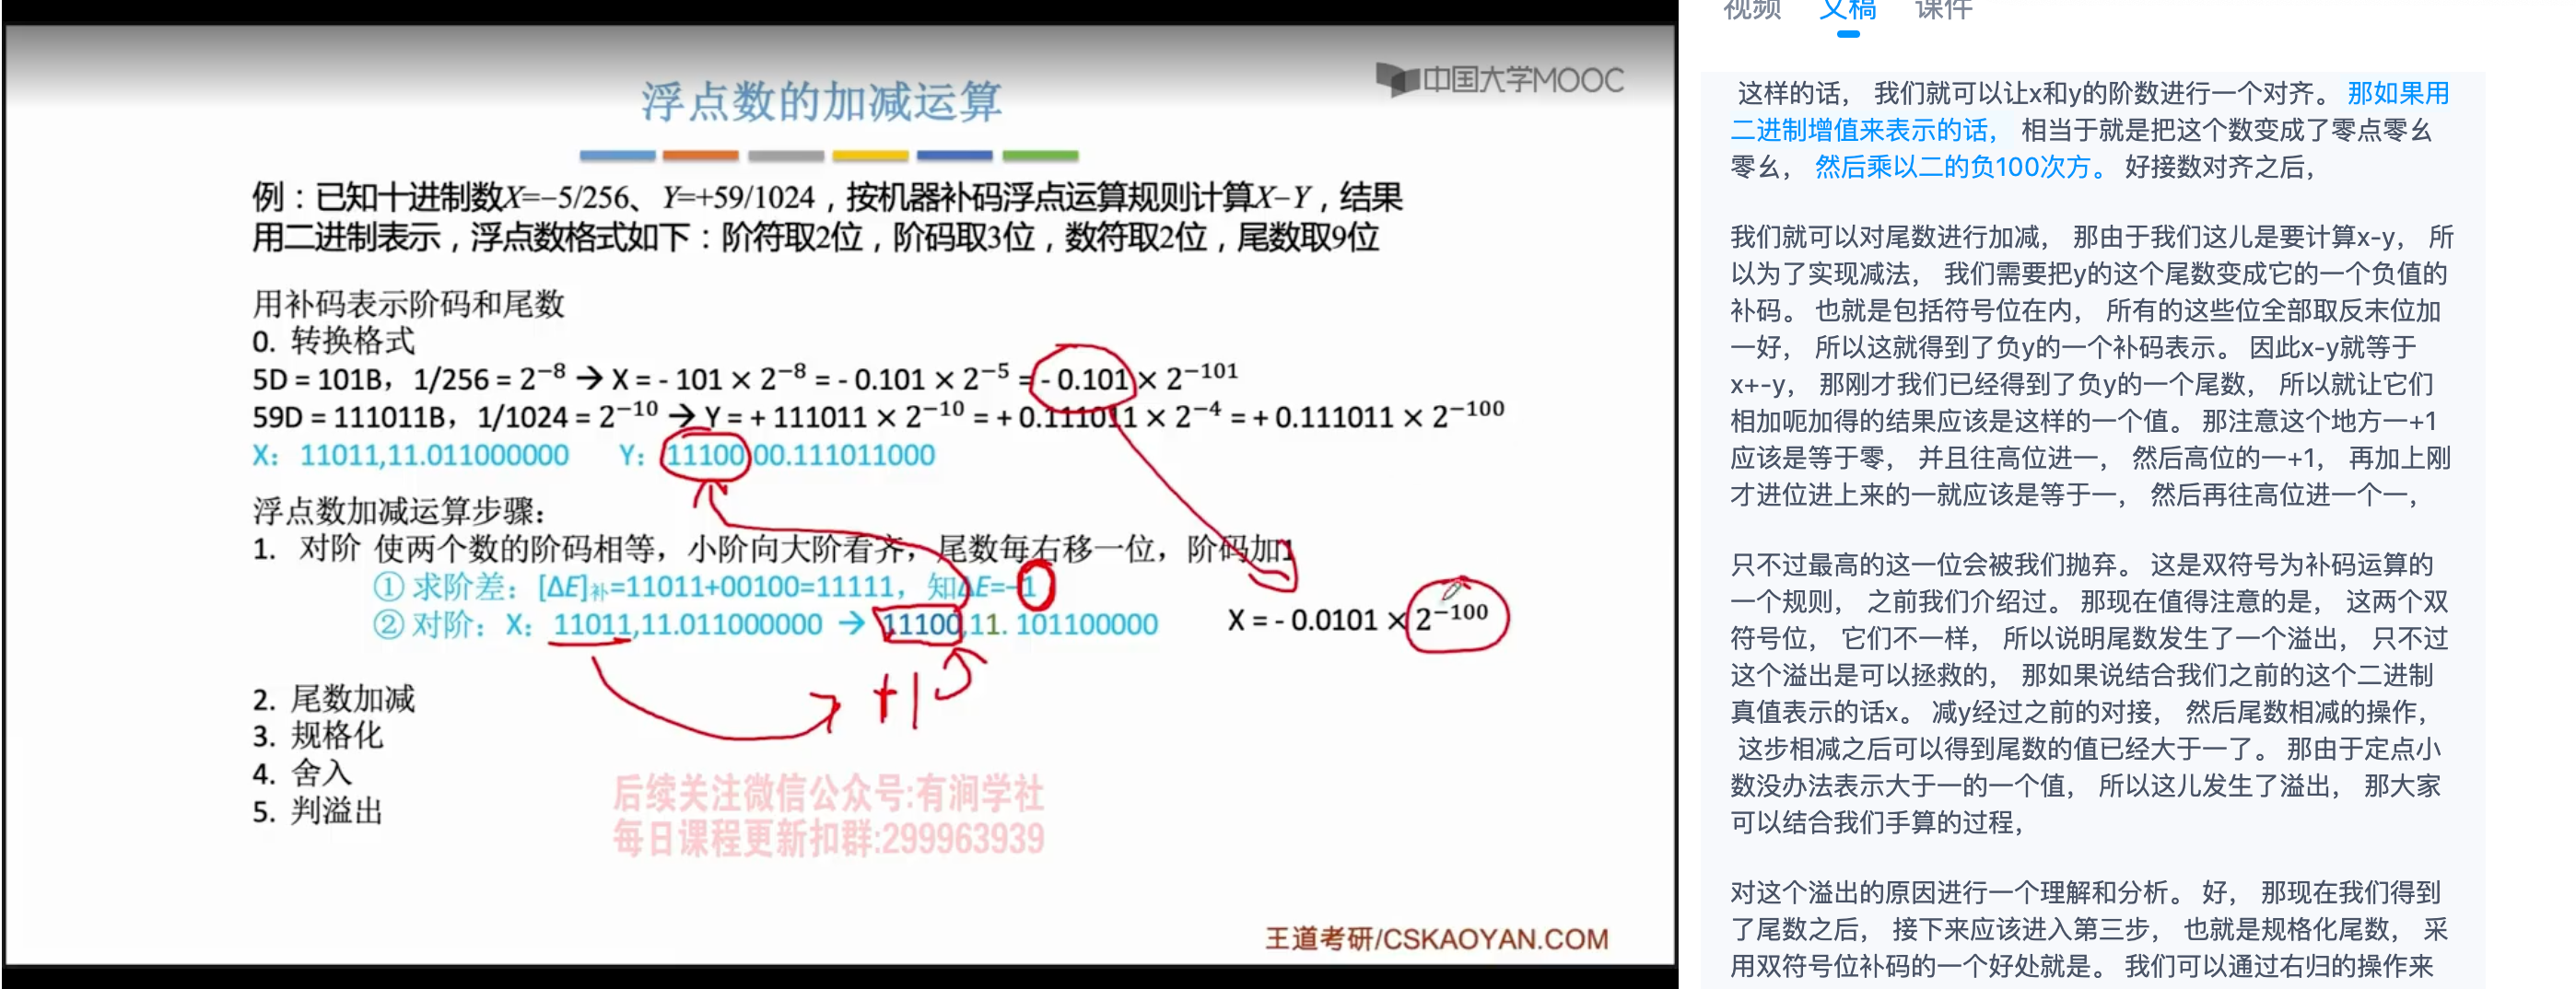 中国大学MOOC
浮点数的加减运算
例：已知十进制数X=−5/256、Y=+59/1024，按机器补码浮点运算规则计算X−Y，结果
用二进制表示，浮点数格式如下：阶符取2位，阶码取3位，数符取2位，尾数取9位
用补码表示阶码和尾数
0. 转换格式
5D = 101B，1/256 = 2⁻⁸ → X = - 101 × 2⁻⁸ = - 0.101 × 2⁻⁵ = - 0.101 × 2⁻¹⁰¹
59D = 111011B，1/1024 = 2⁻¹⁰ → Y = + 111011 × 2⁻¹⁰ = + 0.111011 × 2⁻⁴ = + 0.111011 × 2⁻¹⁰⁰
X： 11011,11.011000000 Y： 11100,00.111011000
浮点数加减运算步骤：
1. 对阶 使两个数的阶码相等，小阶向大阶看齐，尾数每右移一位，阶码加1
① 求阶差：[ΔE]补=11011+00100=11111，知ΔE=−1
② 对阶：X： 11011,11.011000000 → 11100,11. 101100000 X = - 0.0101 × 2⁻¹⁰⁰
+1
2. 尾数加减
3. 规格化
4. 舍入
5. 判溢出
后续关注微信公众号:有涧学社
每日课程更新扣群:299963939
王道考研/CSKAOYAN.COM
视频 文稿 课件
这样的话， 我们就可以让x和y的阶数进行一个对齐。 那如果用
二进制增值来表示的话， 相当于就是把这个数变成了零点零幺
零幺， 然后乘以二的负100次方。 好接数对齐之后，
我们就可以对尾数进行加减， 那由于我们这儿是要计算x-y， 所
以为了实现减法， 我们需要把y的这个尾数变成它的一个负值的
补码。 也就是包括符号位在内， 所有的这些位全部取反末位加
一好， 所以这就得到了负y的一个补码表示。 因此x-y就等于
x+-y， 那刚才我们已经得到了负y的一个尾数， 所以就让它们
相加呃加得的结果应该是这样的一个值。 那注意这个地方一+1
应该是等于零， 并且往高位进一， 然后高位的一+1， 再加上刚
才进位进上来的一就应该是等于一， 然后再往高位进一个一，
只不过最高的这一位会被我们抛弃。 这是双符号为补码运算的
一个规则， 之前我们介绍过。 那现在值得注意的是， 这两个双
符号位， 它们不一样， 所以说明尾数发生了一个溢出， 只不过
这个溢出是可以拯救的， 那如果说结合我们之前的这个二进制
真值表示的话x。 减y经过之前的对接， 然后尾数相减的操作，
这步相减之后可以得到尾数的值已经大于一了。 那由于定点小
数没办法表示大于一的一个值， 所以这儿发生了溢出， 那大家
可以结合我们手算的过程，
对这个溢出的原因进行一个理解和分析。 好， 那现在我们得到
了尾数之后， 接下来应该进入第三步， 也就是规格化尾数， 采
用双符号位补码的一个好处就是。 我们可以通过右归的操作来